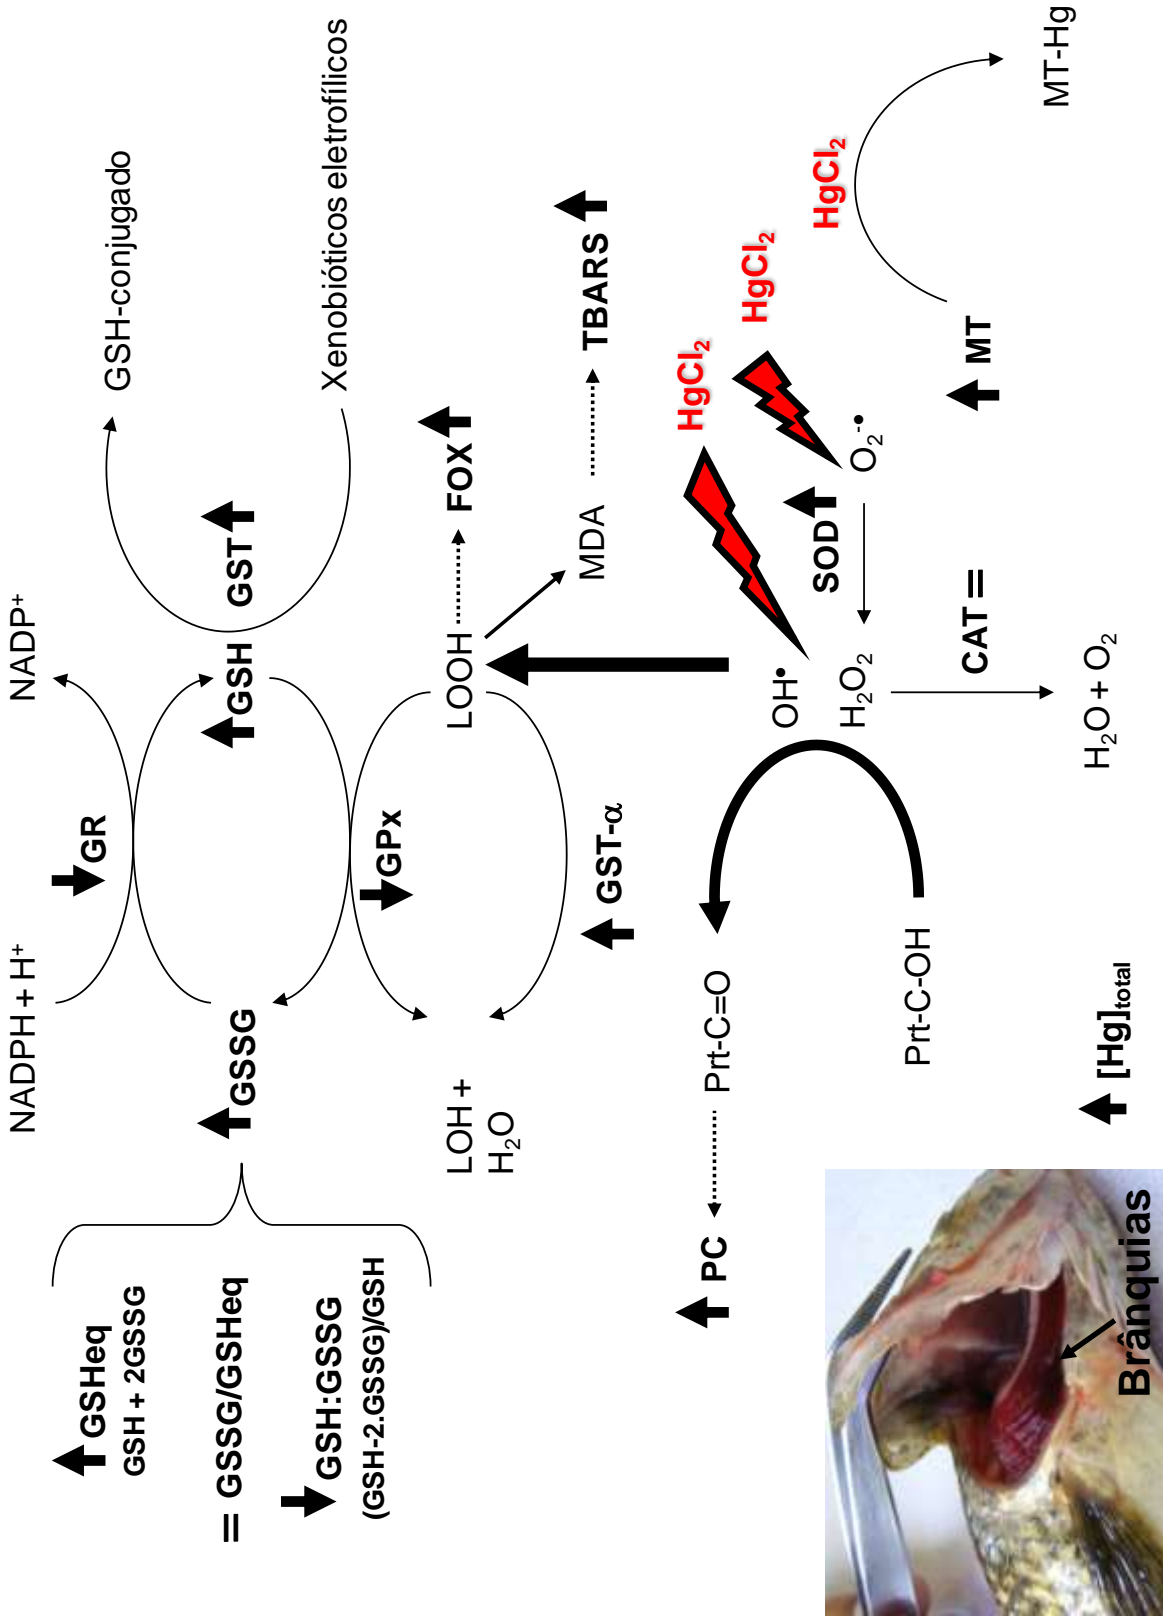 GSHeq
GSH + 2GSSG
= GSSG/GSHeq
GSH:GSSG
(GSH-2.GSSG)/GSH
NADPH + H⁺
GR
NADP⁺
GSSG
GSH
GST
GSH-conjugado
Xenobióticos eletrofílicos
GPx
LOH +
H₂O
LOOH
FOX
GST-α
MDA
TBARS
PC
Prt-C=O
Prt-C-OH
OH•
H₂O₂
SOD
O₂⁻•
HgCl₂
HgCl₂
HgCl₂
CAT =
H₂O + O₂
MT
MT-Hg
[Hg]total
Brânquias